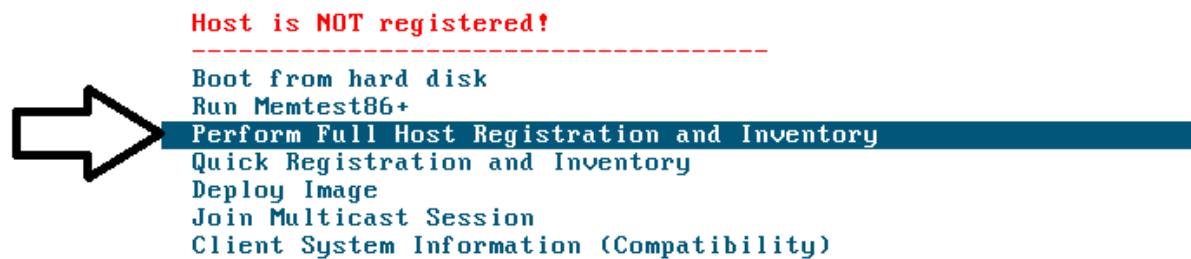 Host is NOT registered!
-------------------------------------
Boot from hard disk
Run Memtest86+
Perform Full Host Registration and Inventory
Quick Registration and Inventory
Deploy Image
Join Multicast Session
Client System Information (Compatibility)